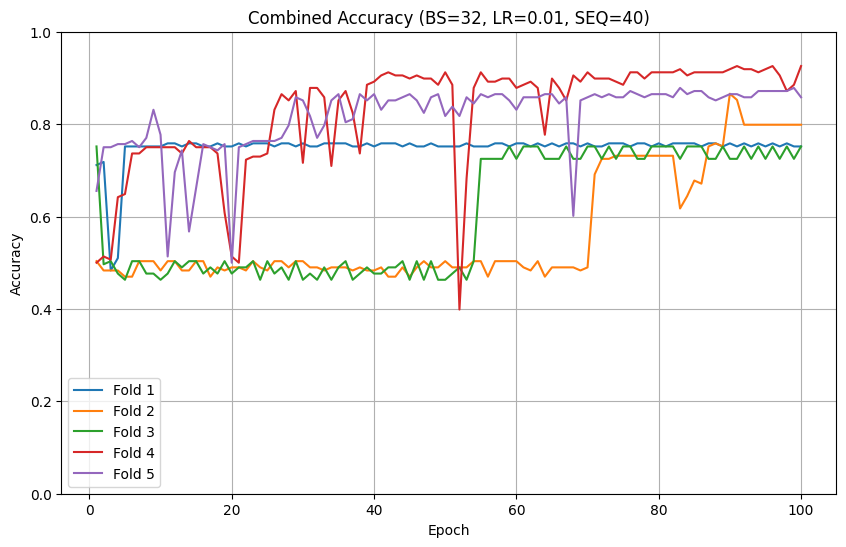 Combined Accuracy (BS=32, LR=0.01, SEQ=40)
1.0
0.8
0.6
0.4
0.2
0.0
Accuracy
Fold 1
Fold 2
Fold 3
Fold 4
Fold 5
0 20 40 60 80 100
Epoch